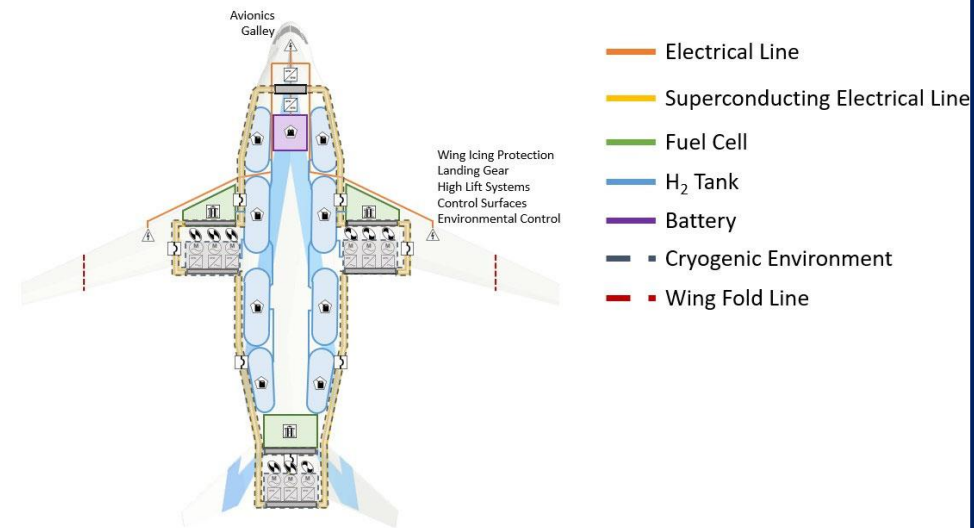 Avionics
Galley
Wing Icing Protection
Landing Gear
High Lift Systems
Control Surfaces
Environmental Control
Electrical Line
Superconducting Electrical Line
Fuel Cell
H₂ Tank
Battery
Cryogenic Environment
Wing Fold Line